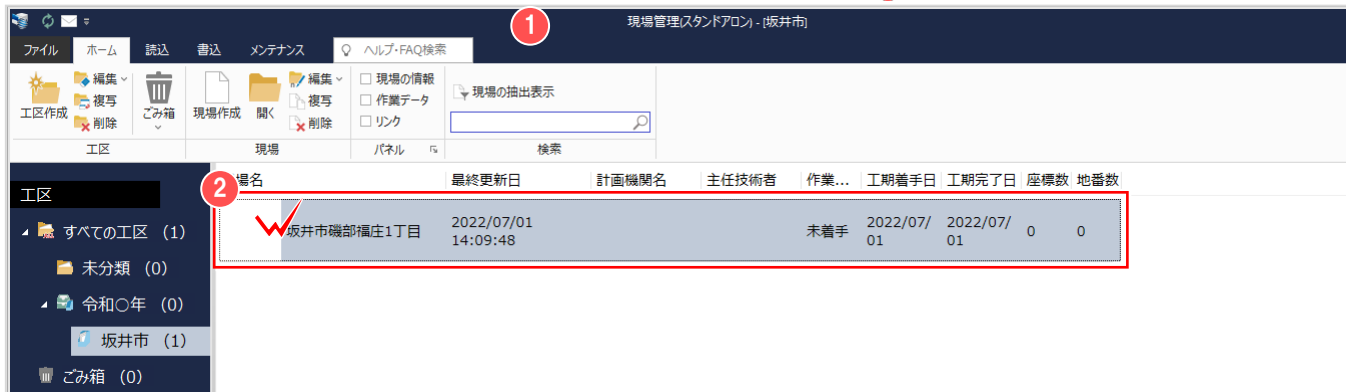 1
現場管理(スタンドアロン) - [坂井市]
ファイル ホーム 読込 書込 メンテナンス ヘルプ・FAQ検索
工区作成 編集 複写 削除 ごみ箱 現場作成 開く 編集 複写 削除 現場の情報 作業データ リンク 現場の抽出表示
工区 現場 パネル 検索
工区
2
場名 最終更新日 計画機関名 主任技術者 作業... 工期着手日 工期完了日 座標数 地番数
すべての工区 (1)
坂井市磯部福庄1丁目 2022/07/01 14:09:48 未着手 2022/07/01 2022/07/01 0 0
未分類 (0)
令和〇年 (0)
坂井市 (1)
ごみ箱 (0)